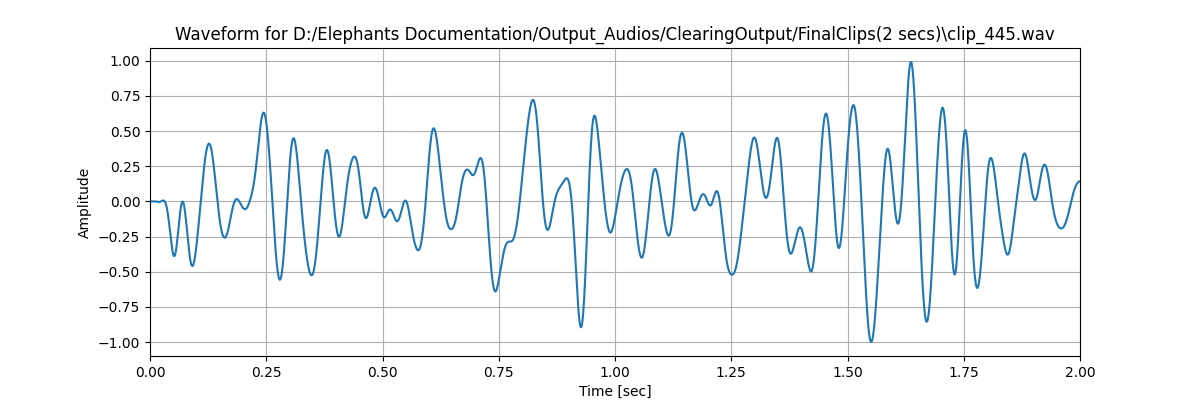 Waveform for D:/Elephants Documentation/Output_Audios/ClearingOutput/FinalClips(2 secs)\clip_445.wav
1.00
0.75
0.50
0.25
0.00
−0.25
−0.50
−0.75
−1.00
Amplitude
0.00 0.25 0.50 0.75 1.00 1.25 1.50 1.75 2.00
Time [sec]